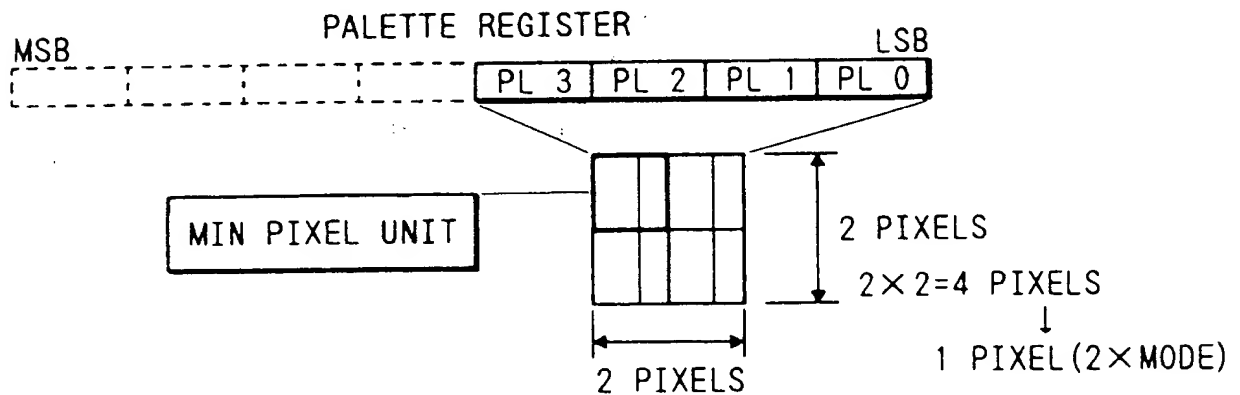 PALETTE REGISTER
MSB
LSB
PL 3 PL 2 PL 1 PL 0
MIN PIXEL UNIT
2 PIXELS
2×2=4 PIXELS
↓
1 PIXEL(2×MODE)
2 PIXELS